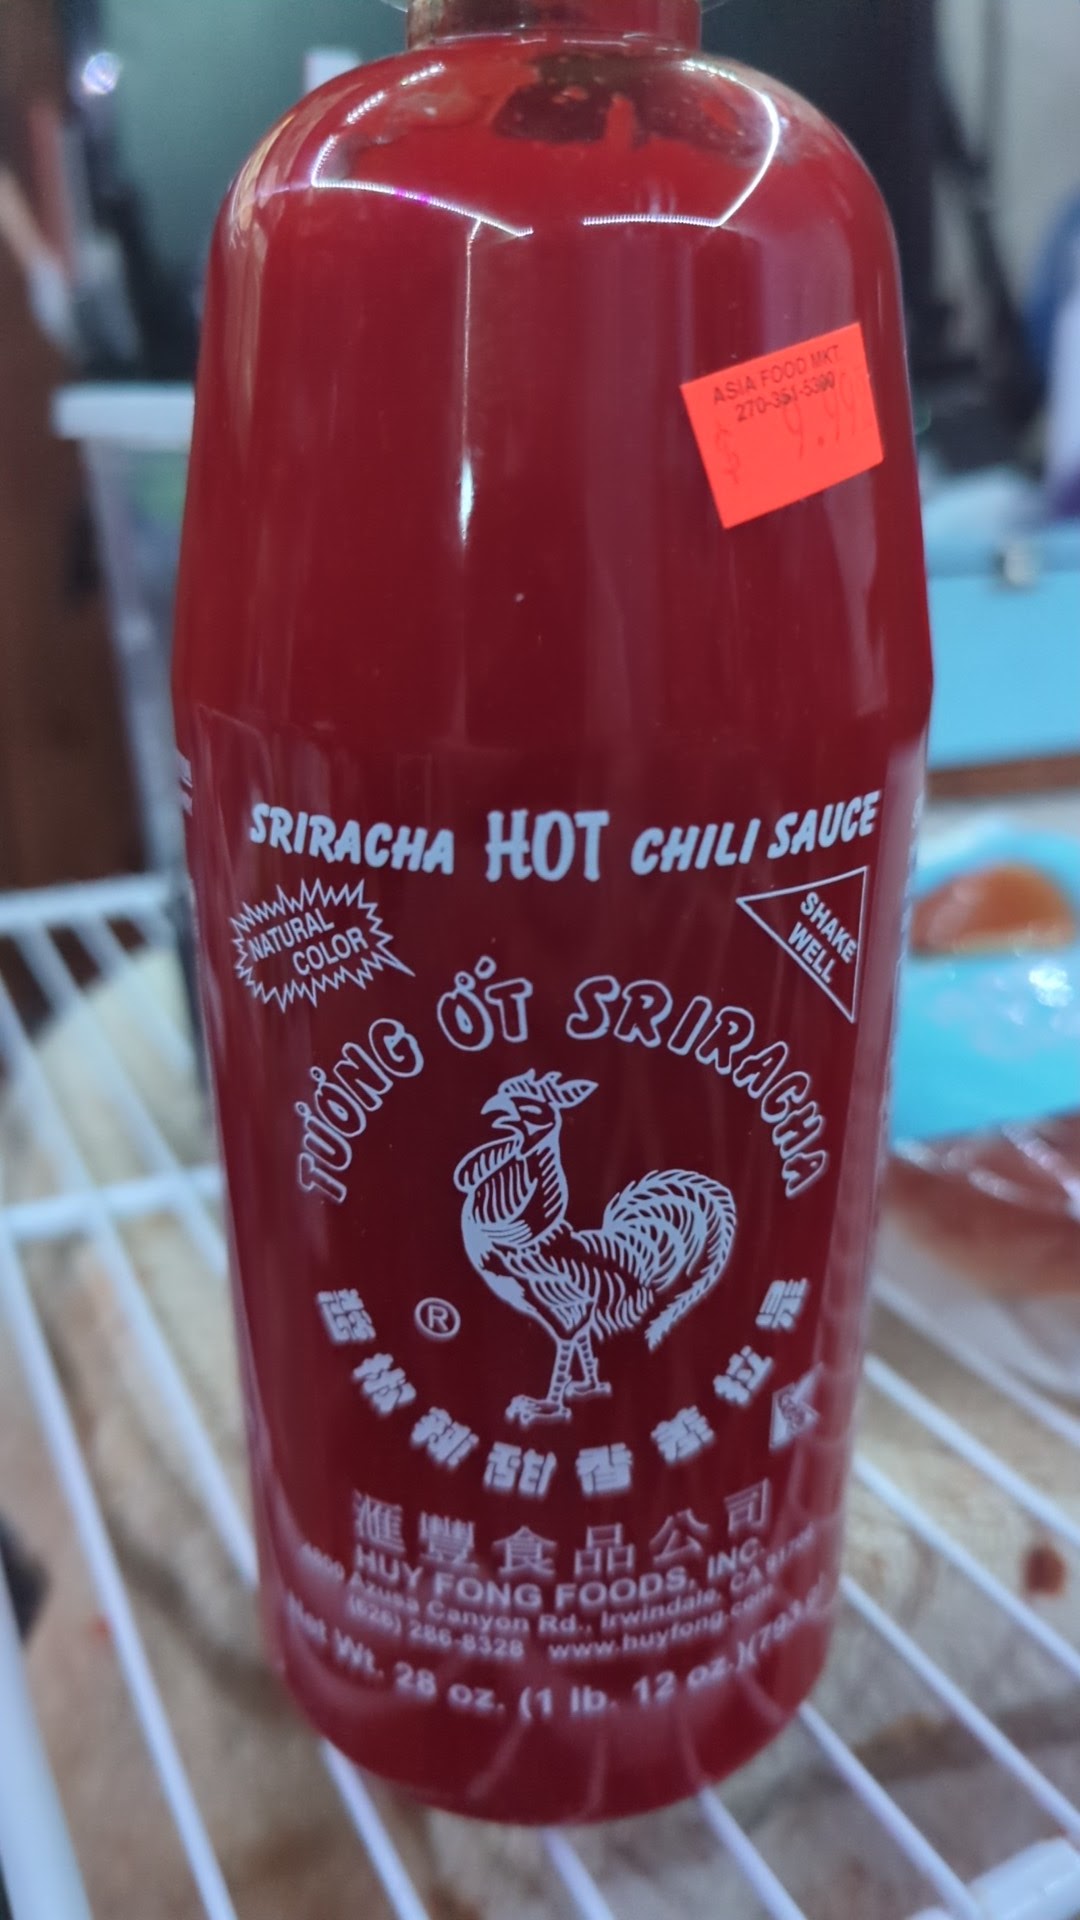 ASIA FOOD MKT.
270-351-5300
SRIRACHA HOT CHILI SAUCE
NATURAL
COLOR
SHAKE
WELL
TƯƠNG ỚT SRIRACHA
®
滙豐食品公司
HUY FONG FOODS, INC.
Azusa Canyon Rd., Irwindale, CA
(626) 286-8328 www.huyfong.com
Net Wt. 28 oz. (1 lb. 12 oz.)